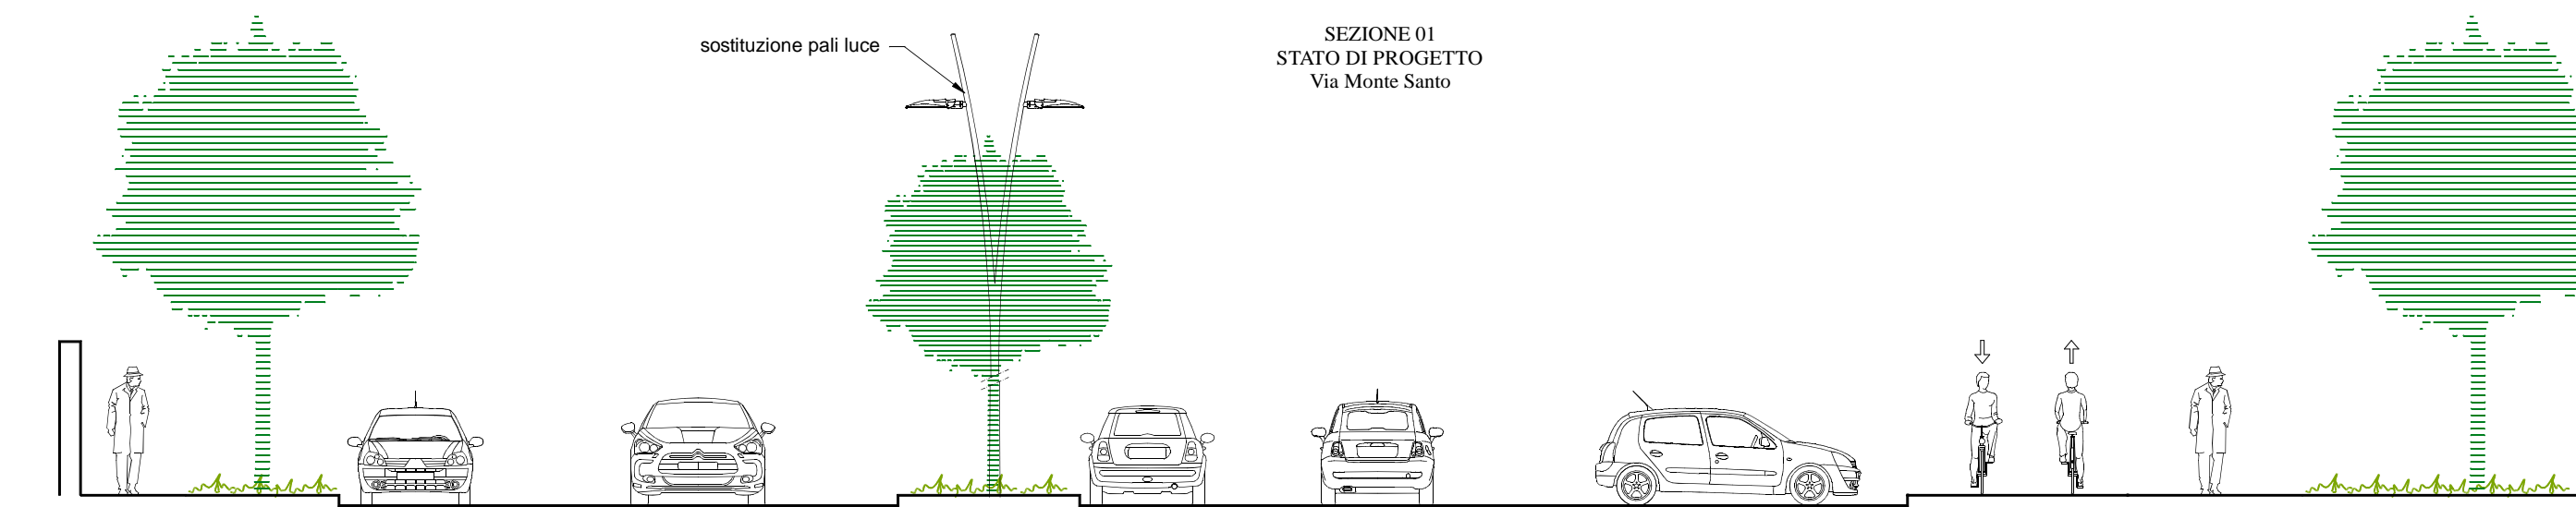 sostituzione pali luce
SEZIONE 01
STATO DI PROGETTO
Via Monte Santo